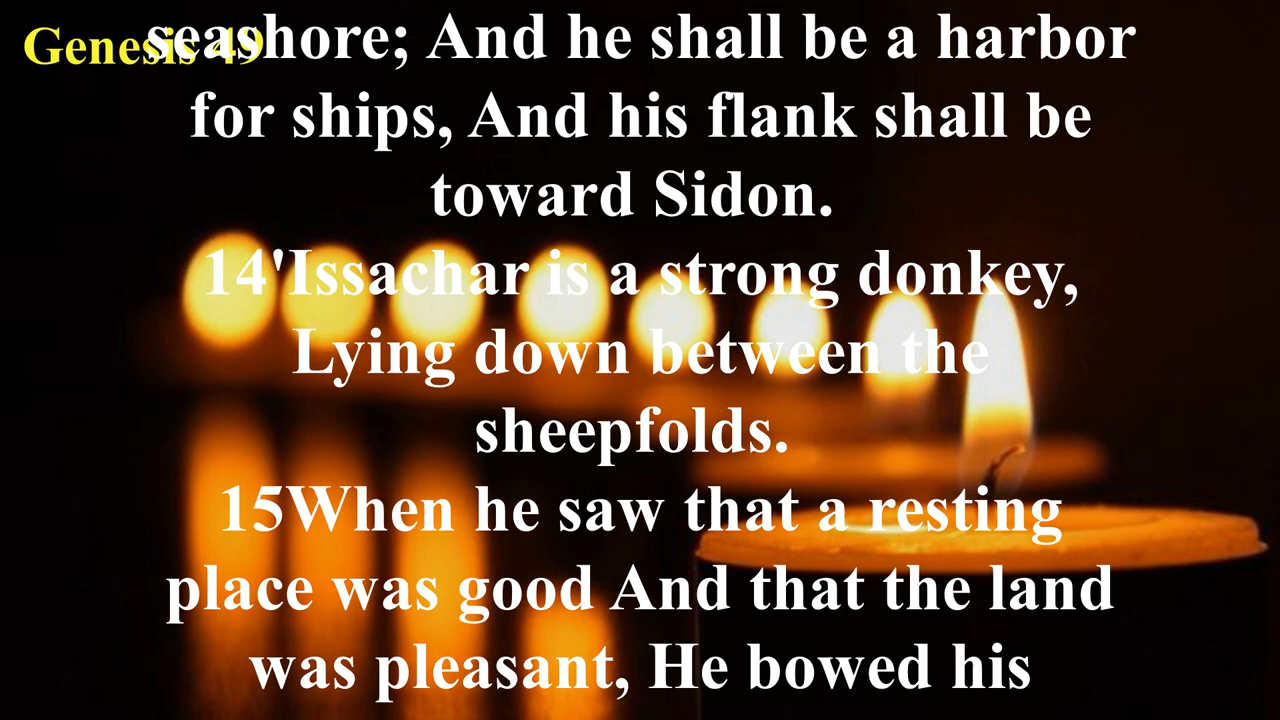 Genesis 49
seashore; And he shall be a harbor
for ships, And his flank shall be
toward Sidon.
14'Issachar is a strong donkey,
Lying down between the
sheepfolds.
15When he saw that a resting
place was good And that the land
was pleasant, He bowed his